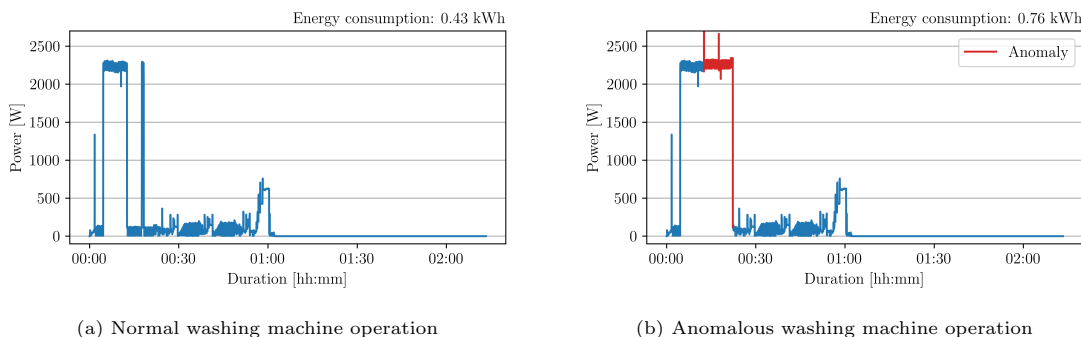 Energy consumption: 0.43 kWh
2500
2000
1500
1000
500
0
Power [W]
00:00 00:30 01:00 01:30 02:00
Duration [hh:mm]
(a) Normal washing machine operation
Energy consumption: 0.76 kWh
Anomaly
2500
2000
1500
1000
500
0
Power [W]
00:00 00:30 01:00 01:30 02:00
Duration [hh:mm]
(b) Anomalous washing machine operation